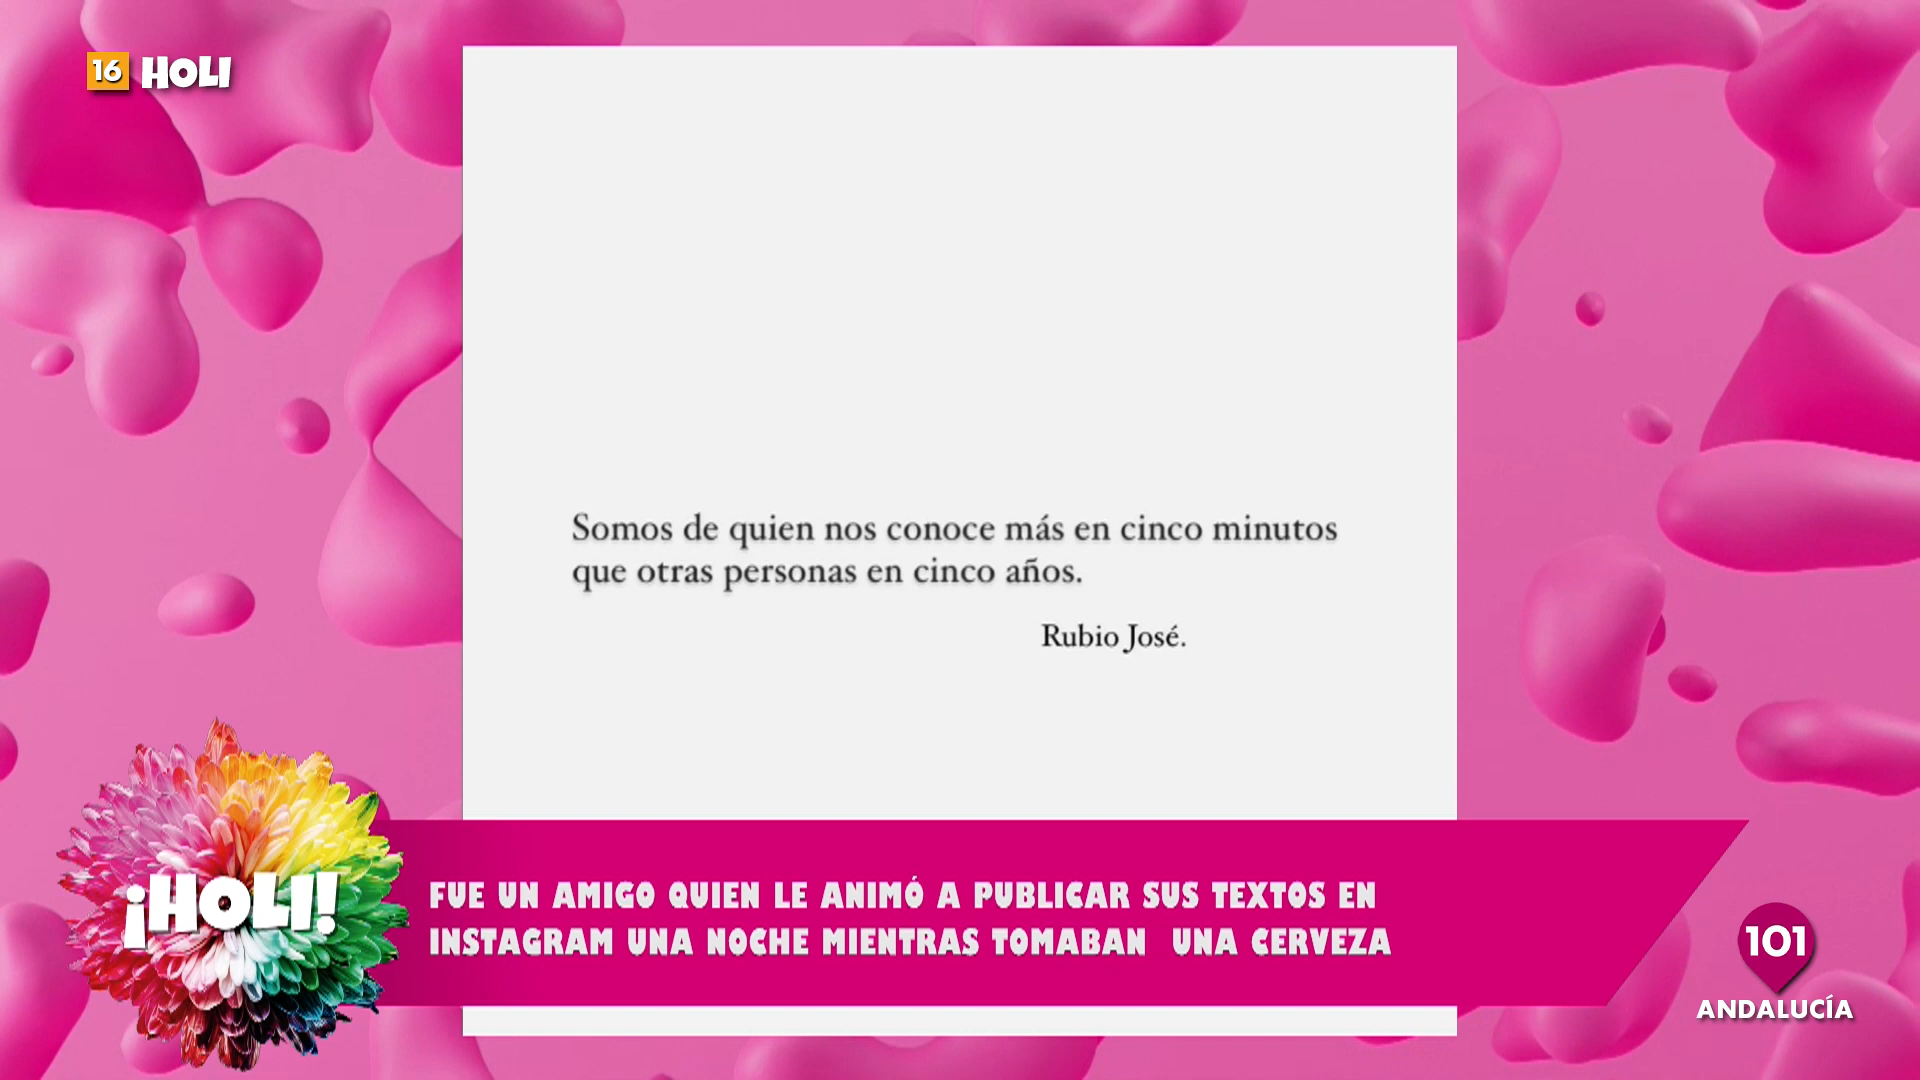 16 HOLI
Somos de quien nos conoce más en cinco minutos
que otras personas en cinco años.
Rubio José.
¡HOLI!
FUE UN AMIGO QUIEN LE ANIMÓ A PUBLICAR SUS TEXTOS EN
INSTAGRAM UNA NOCHE MIENTRAS TOMABAN UNA CERVEZA
101
ANDALUCÍA